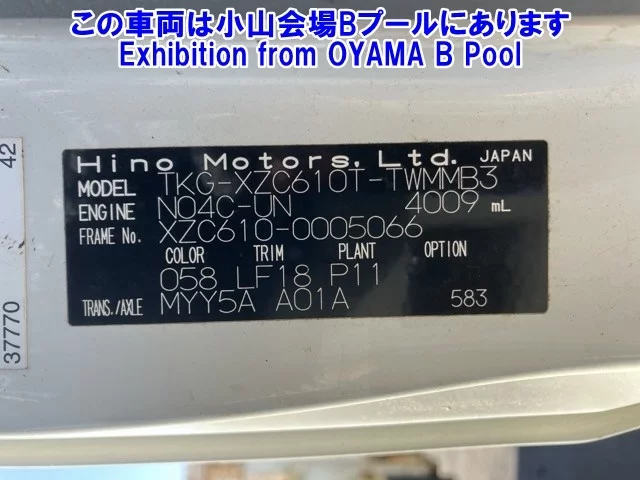 この車両は小山会場Bプールにあります
Exhibition from OYAMA B Pool
Hino Motors, Ltd. JAPAN
MODEL TKG-XZC610T-TWMMB3
ENGINE N04C-UN 4009 mL
FRAME No. XZC610-0005066
COLOR TRIM PLANT OPTION
058 LF18 P11
TRANS./AXLE MYY5A A01A 583
42
37770